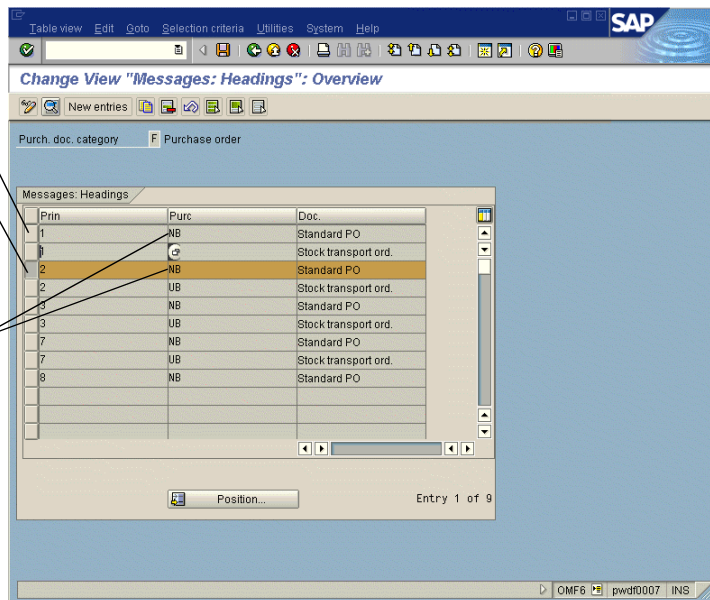 Table view Edit Goto Selection criteria Utilities System Help
SAP
Change View "Messages: Headings": Overview
New entries
Purch. doc. category F Purchase order
Messages: Headings
Prin Purc Doc.
1 NB Standard PO
1 Stock transport ord.
2 NB Standard PO
2 UB Stock transport ord.
3 NB Standard PO
3 UB Stock transport ord.
7 NB Standard PO
7 UB Stock transport ord.
8 NB Standard PO
Position... Entry 1 of 9
OMF6 pwdf0007 INS